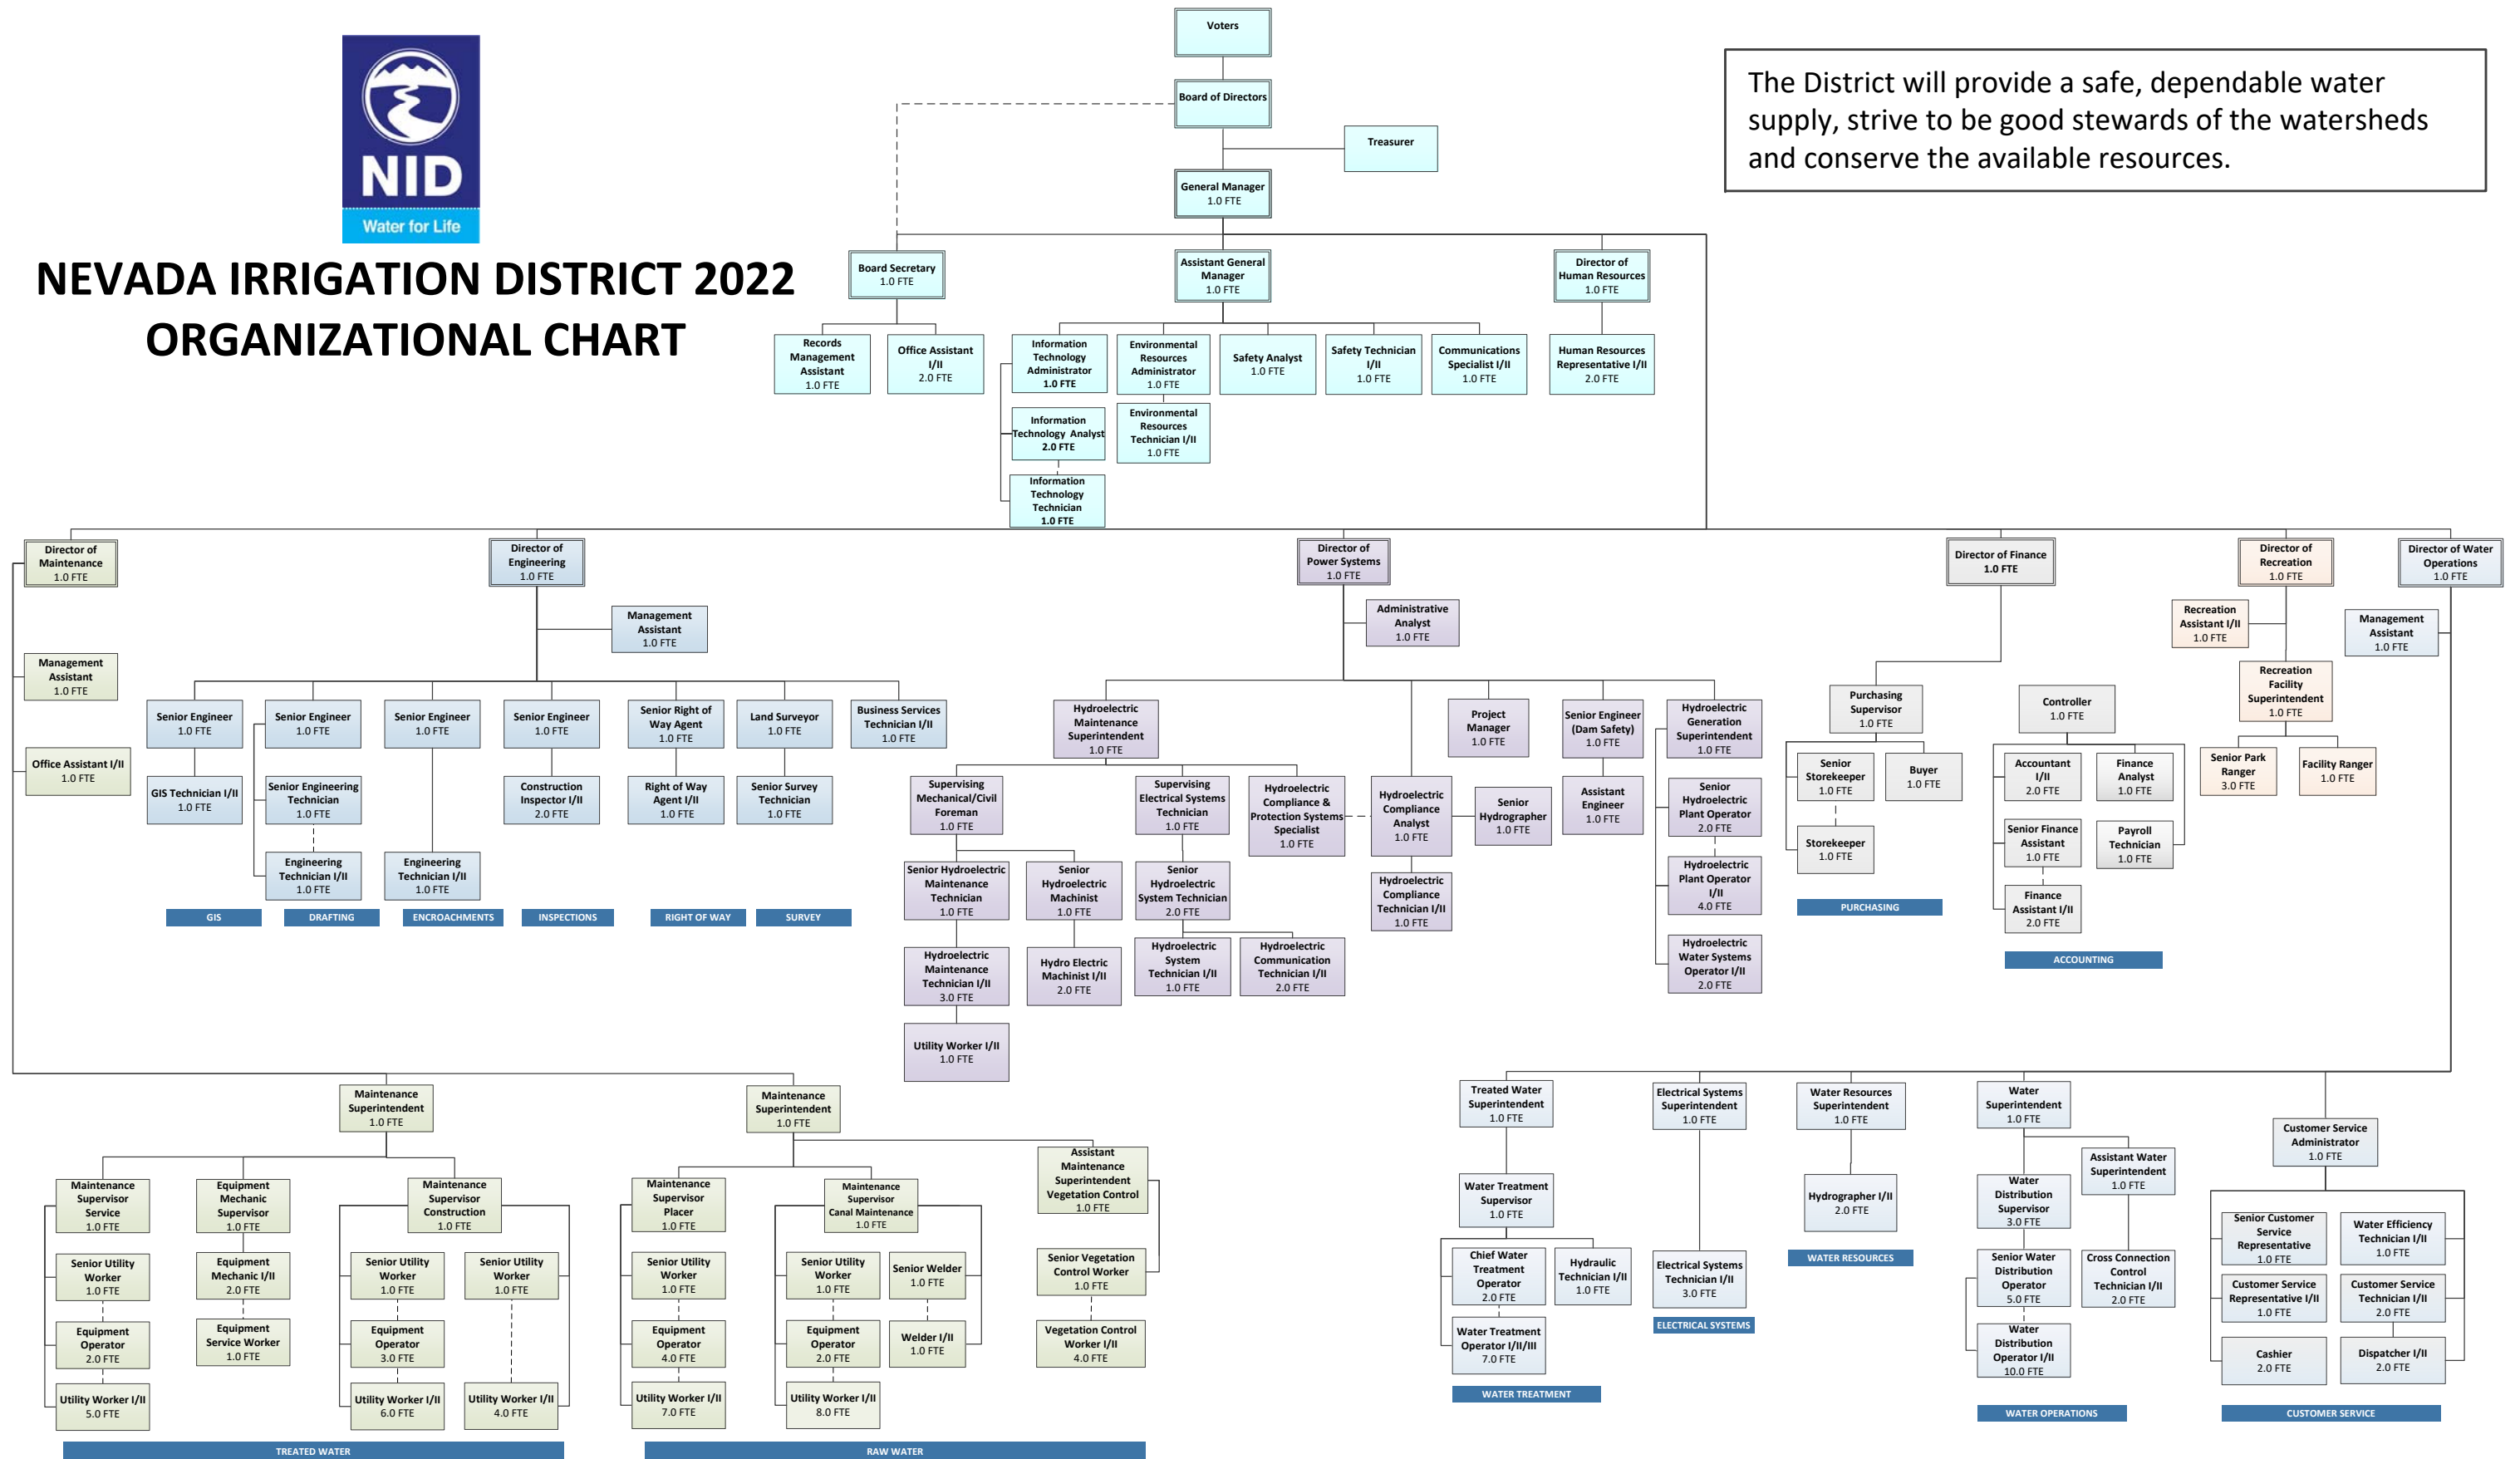 Voters
Board of Directors
Treasurer
General Manager
1.0 FTE
The District will provide a safe, dependable water
supply, strive to be good stewards of the watersheds
and conserve the available resources.
NID
Water for Life
NEVADA IRRIGATION DISTRICT 2022
ORGANIZATIONAL CHART
Board Secretary
1.0 FTE
Assistant General
Manager
1.0 FTE
Director of
Human Resources
1.0 FTE
Records
Management
Assistant
1.0 FTE
Office Assistant
I/II
2.0 FTE
Information
Technology
Administrator
1.0 FTE
Environmental
Resources
Administrator
1.0 FTE
Safety Analyst
1.0 FTE
Safety Technician
I/II
1.0 FTE
Communications
Specialist I/II
1.0 FTE
Human Resources
Representative I/II
2.0 FTE
Information
Technology Analyst
2.0 FTE
Environmental
Resources
Technician I/II
1.0 FTE
Information
Technology
Technician
1.0 FTE
Director of
Maintenance
1.0 FTE
Director of
Engineering
1.0 FTE
Director of
Power Systems
1.0 FTE
Director of Finance
1.0 FTE
Director of
Recreation
1.0 FTE
Director of Water
Operations
1.0 FTE
Management
Assistant
1.0 FTE
Office Assistant I/II
1.0 FTE
Management
Assistant
1.0 FTE
Senior Engineer
1.0 FTE
Senior Engineer
1.0 FTE
Senior Engineer
1.0 FTE
Senior Engineer
1.0 FTE
Senior Right of
Way Agent
1.0 FTE
Land Surveyor
1.0 FTE
Business Services
Technician I/II
1.0 FTE
GIS Technician I/II
1.0 FTE
Senior Engineering
Technician
1.0 FTE
Construction
Inspector I/II
2.0 FTE
Right of Way
Agent I/II
1.0 FTE
Senior Survey
Technician
1.0 FTE
Engineering
Technician I/II
1.0 FTE
Engineering
Technician I/II
1.0 FTE
GIS
DRAFTING
ENCROACHMENTS
INSPECTIONS
RIGHT OF WAY
SURVEY
Administrative
Analyst
1.0 FTE
Hydroelectric
Maintenance
Superintendent
1.0 FTE
Project
Manager
1.0 FTE
Senior Engineer
(Dam Safety)
1.0 FTE
Hydroelectric
Generation
Superintendent
1.0 FTE
Supervising
Mechanical/Civil
Foreman
1.0 FTE
Supervising
Electrical Systems
Technician
1.0 FTE
Hydroelectric
Compliance &
Protection Systems
Specialist
1.0 FTE
Hydroelectric
Compliance
Analyst
1.0 FTE
Senior
Hydrographer
1.0 FTE
Assistant
Engineer
1.0 FTE
Senior
Hydroelectric
Plant Operator
2.0 FTE
Senior Hydroelectric
Maintenance
Technician
1.0 FTE
Senior
Hydroelectric
Machinist
1.0 FTE
Senior
Hydroelectric
System Technician
2.0 FTE
Hydroelectric
Compliance
Technician I/II
1.0 FTE
Hydroelectric
Plant Operator
I/II
4.0 FTE
Hydroelectric
Maintenance
Technician I/II
3.0 FTE
Hydro Electric
Machinist I/II
2.0 FTE
Hydroelectric
System
Technician I/II
1.0 FTE
Hydroelectric
Communication
Technician I/II
2.0 FTE
Hydroelectric
Water Systems
Operator I/II
2.0 FTE
Utility Worker I/II
1.0 FTE
Purchasing
Supervisor
1.0 FTE
Controller
1.0 FTE
Senior
Storekeeper
1.0 FTE
Buyer
1.0 FTE
Accountant
I/II
2.0 FTE
Finance
Analyst
1.0 FTE
Storekeeper
1.0 FTE
Senior Finance
Assistant
1.0 FTE
Payroll
Technician
1.0 FTE
Finance
Assistant I/II
2.0 FTE
PURCHASING
ACCOUNTING
Recreation
Assistant I/II
1.0 FTE
Recreation
Facility
Superintendent
1.0 FTE
Senior Park
Ranger
3.0 FTE
Facility Ranger
1.0 FTE
Management
Assistant
1.0 FTE
Maintenance
Superintendent
1.0 FTE
Maintenance
Superintendent
1.0 FTE
Maintenance
Supervisor
Service
1.0 FTE
Equipment
Mechanic
Supervisor
1.0 FTE
Maintenance
Supervisor
Construction
1.0 FTE
Senior Utility
Worker
1.0 FTE
Equipment
Mechanic I/II
2.0 FTE
Senior Utility
Worker
1.0 FTE
Senior Utility
Worker
1.0 FTE
Equipment
Operator
2.0 FTE
Equipment
Service Worker
1.0 FTE
Equipment
Operator
3.0 FTE
Utility Worker I/II
5.0 FTE
Utility Worker I/II
6.0 FTE
Utility Worker I/II
4.0 FTE
TREATED WATER
Maintenance
Supervisor
Placer
1.0 FTE
Maintenance
Supervisor
Canal Maintenance
1.0 FTE
Assistant
Maintenance
Superintendent
Vegetation Control
1.0 FTE
Senior Utility
Worker
1.0 FTE
Senior Utility
Worker
1.0 FTE
Senior Welder
1.0 FTE
Senior Vegetation
Control Worker
1.0 FTE
Equipment
Operator
4.0 FTE
Equipment
Operator
2.0 FTE
Welder I/II
1.0 FTE
Vegetation Control
Worker I/II
4.0 FTE
Utility Worker I/II
7.0 FTE
Utility Worker I/II
8.0 FTE
RAW WATER
Treated Water
Superintendent
1.0 FTE
Electrical Systems
Superintendent
1.0 FTE
Water Resources
Superintendent
1.0 FTE
Water
Superintendent
1.0 FTE
Customer Service
Administrator
1.0 FTE
Water Treatment
Supervisor
1.0 FTE
Hydrographer I/II
2.0 FTE
Water
Distribution
Supervisor
3.0 FTE
Assistant Water
Superintendent
1.0 FTE
Chief Water
Treatment
Operator
2.0 FTE
Hydraulic
Technician I/II
1.0 FTE
Electrical Systems
Technician I/II
3.0 FTE
WATER RESOURCES
Senior Water
Distribution
Operator
5.0 FTE
Cross Connection
Control
Technician I/II
2.0 FTE
Water Treatment
Operator I/II/III
7.0 FTE
ELECTRICAL SYSTEMS
Water
Distribution
Operator I/II
10.0 FTE
WATER TREATMENT
WATER OPERATIONS
Senior Customer
Service
Representative
1.0 FTE
Water Efficiency
Technician I/II
1.0 FTE
Customer Service
Representative I/II
1.0 FTE
Customer Service
Technician I/II
2.0 FTE
Cashier
2.0 FTE
Dispatcher I/II
2.0 FTE
CUSTOMER SERVICE